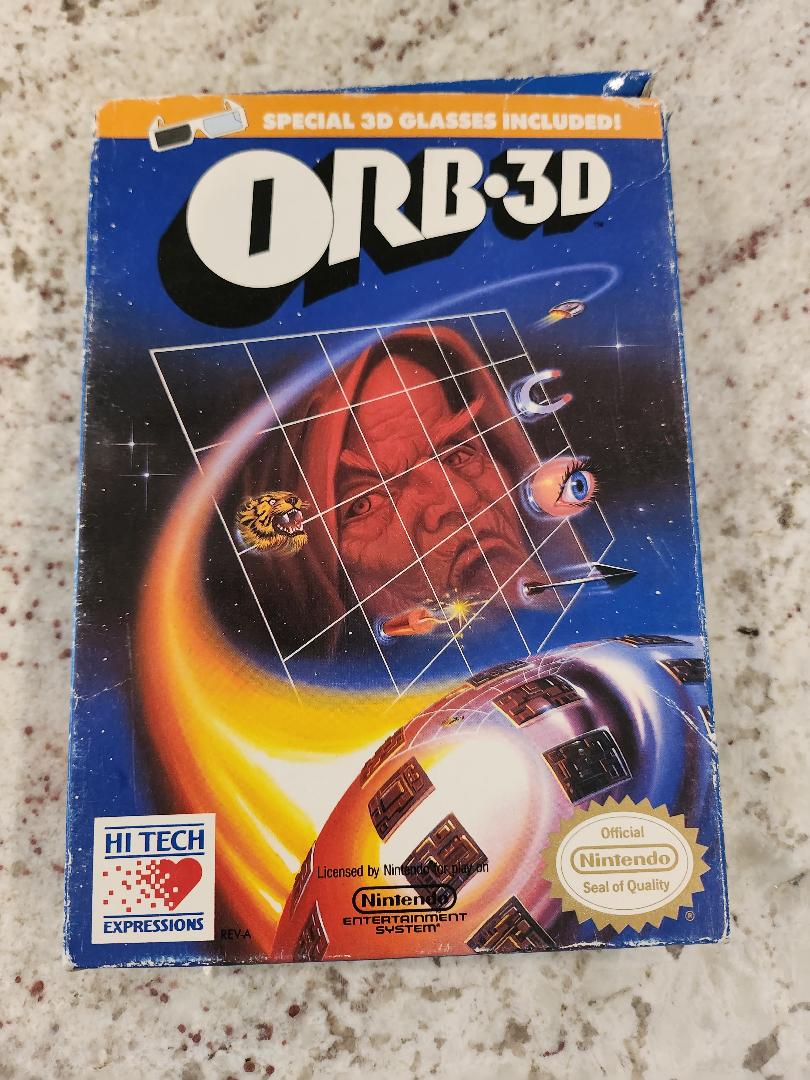 SPECIAL 3D GLASSES INCLUDED!
ORB•3D™
HI TECH
EXPRESSIONS
REV-A
Licensed by Nintendo for play on
Nintendo
ENTERTAINMENT
SYSTEM®
Official
Nintendo
Seal of Quality
®